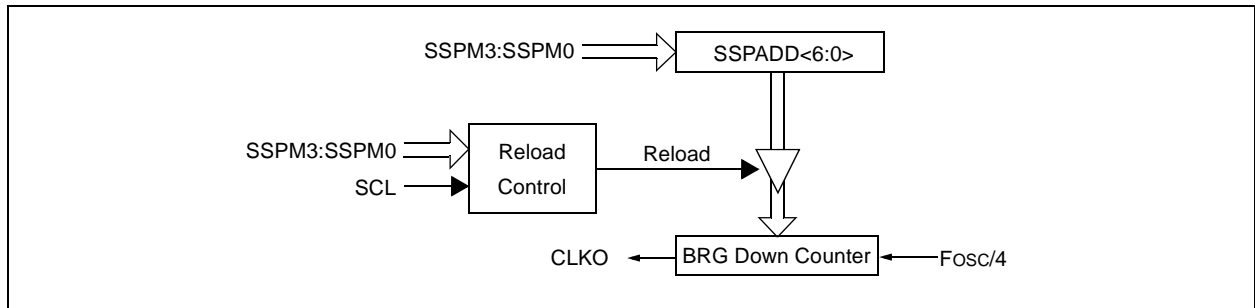 SSPM3:SSPM0
SSPADD<6:0>
SSPM3:SSPM0
SCL
Reload
Control
Reload
CLKO
BRG Down Counter
FOSC/4